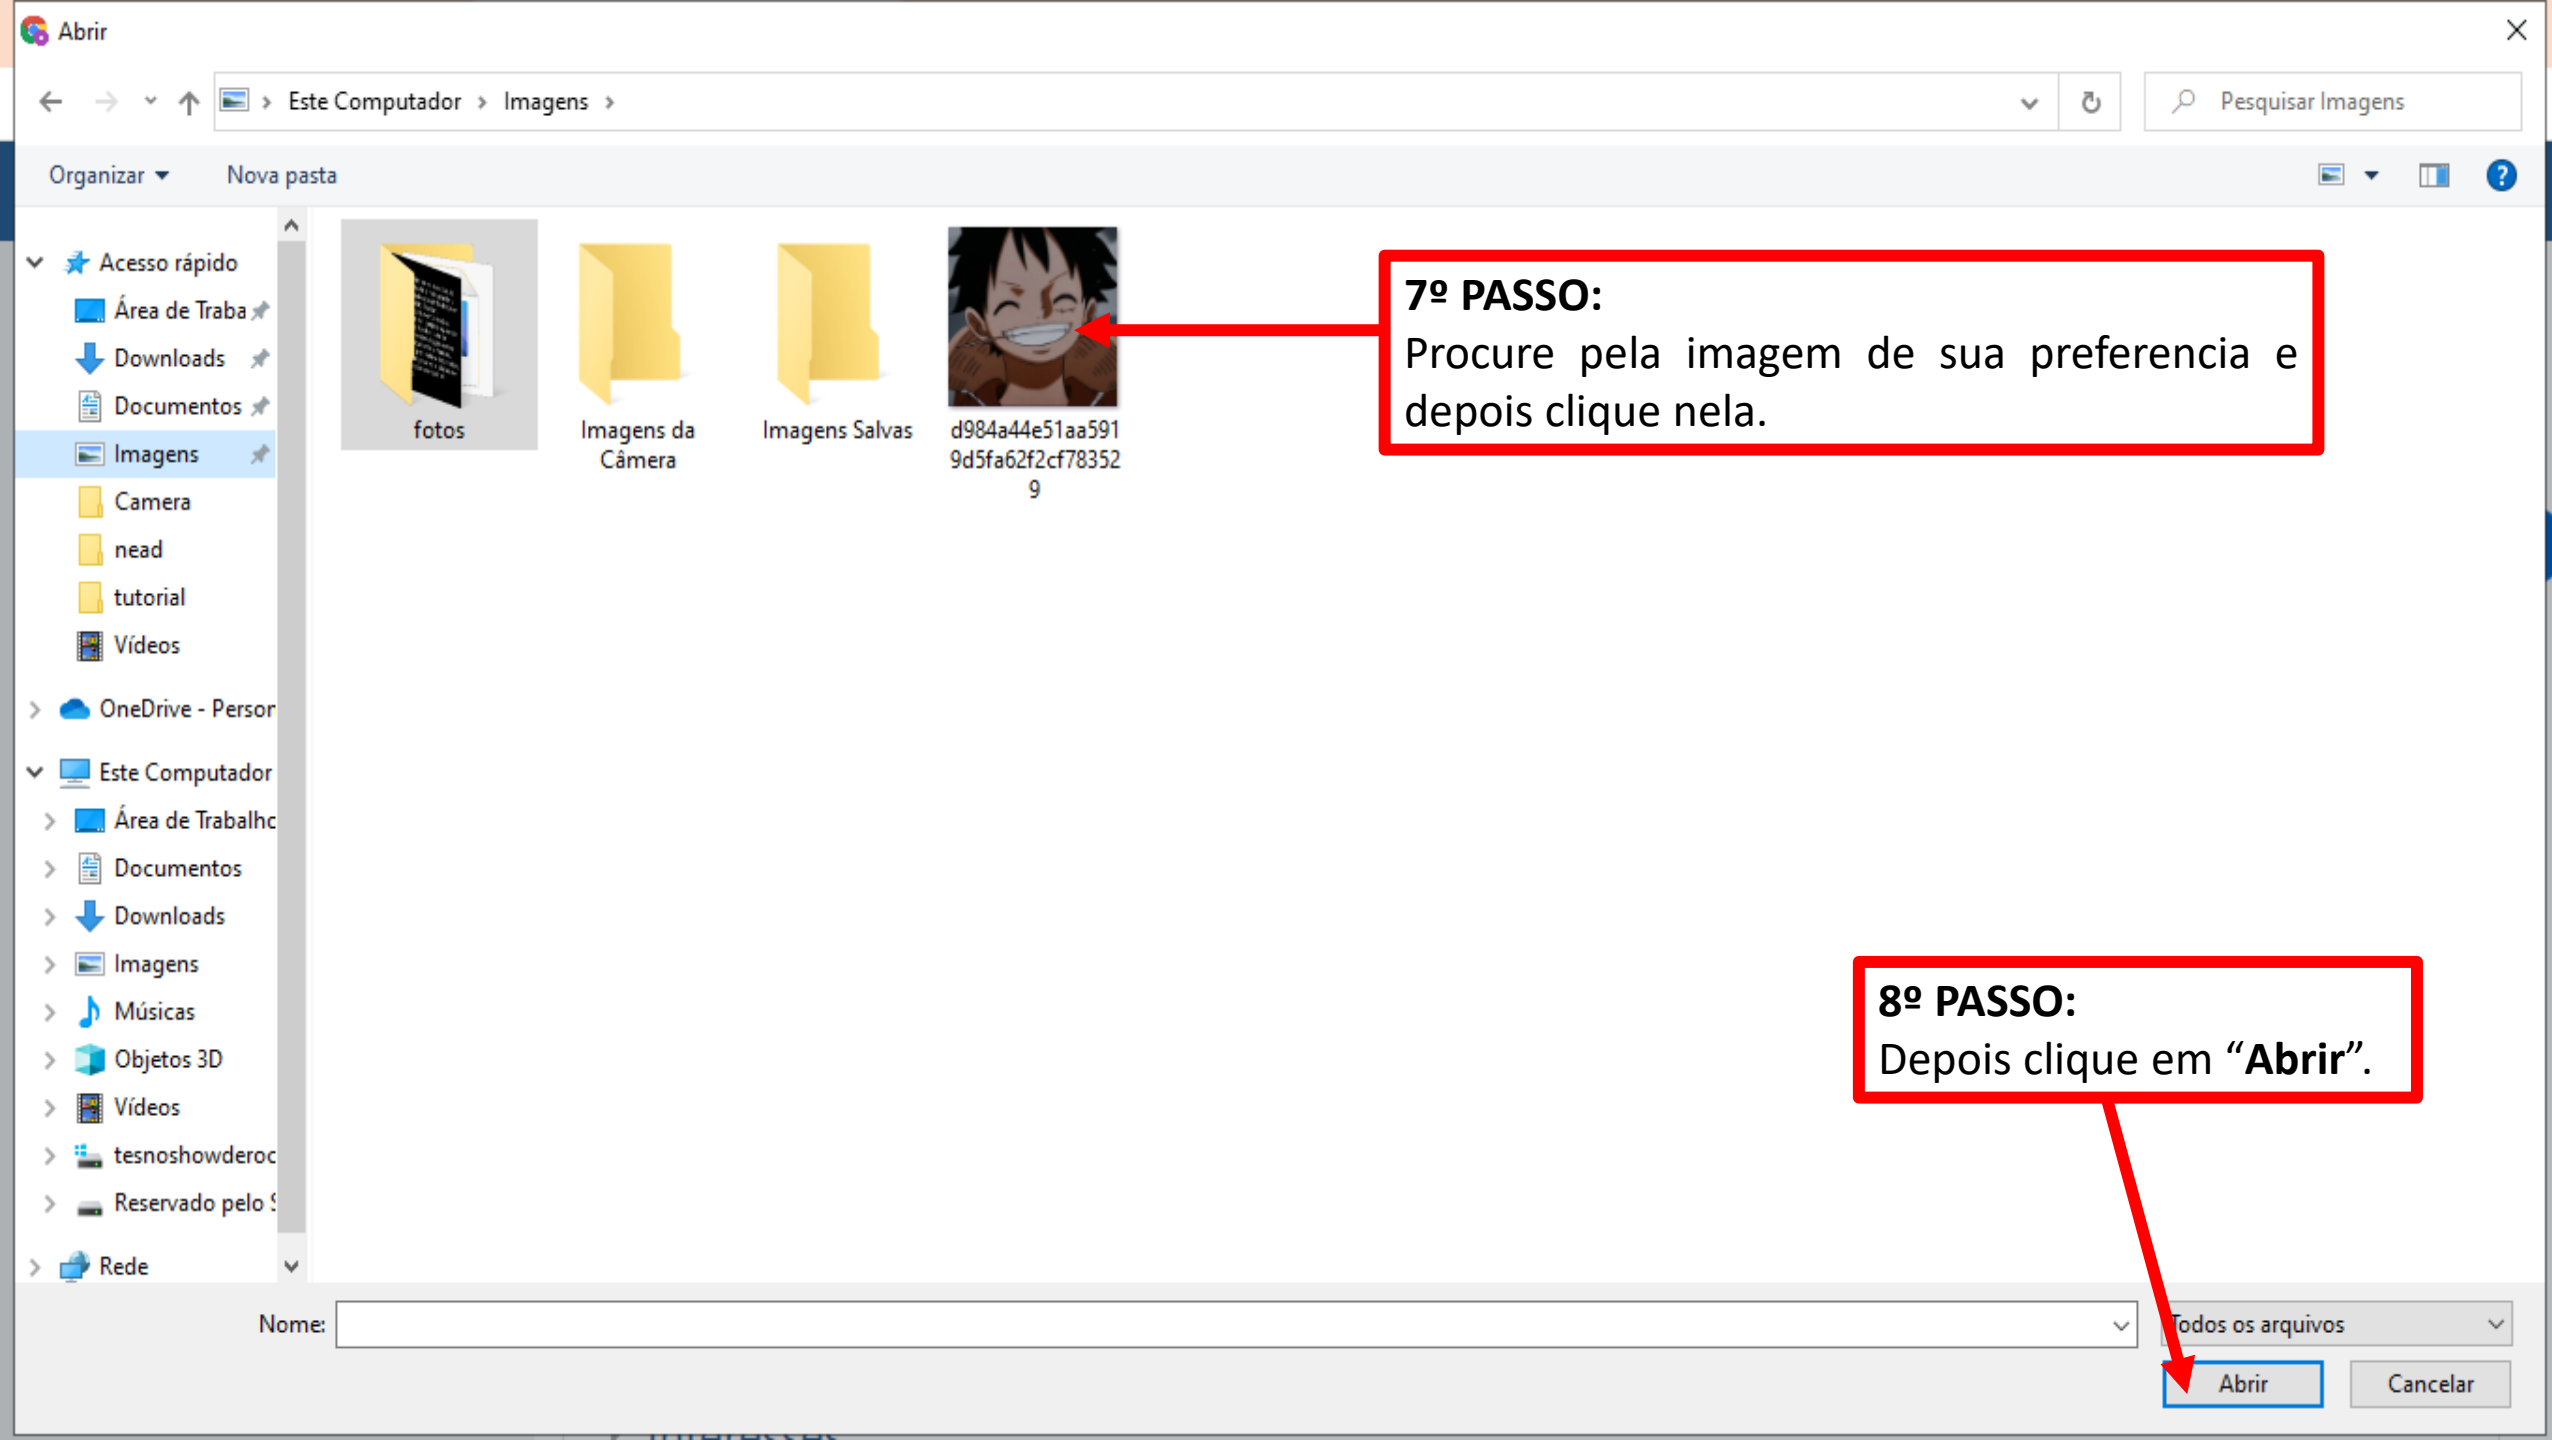 Abrir
Este Computador
Imagens
Pesquisar Imagens
Organizar
Nova pasta
Acesso rápido
Área de Traba
Downloads
Documentos
Imagens
Camera
nead
tutorial
Vídeos
OneDrive - Person
Este Computador
Área de Trabalho
Documentos
Downloads
Imagens
Músicas
Objetos 3D
Vídeos
tesnoshowderoc
Reservado pelo S
Rede
fotos
Imagens da
Câmera
Imagens Salvas
d984a44e51aa591
9d5fa62f2cf78352
9
7º PASSO:
Procure pela imagem de sua preferencia e
depois clique nela.
8º PASSO:
Depois clique em “Abrir”.
Nome:
Todos os arquivos
Abrir
Cancelar